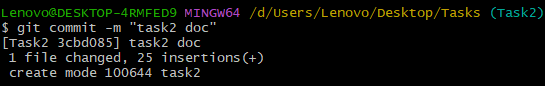 Lenovo@DESKTOP-4RMFED9 MINGW64 /d/Users/Lenovo/Desktop/Tasks (Task2)
$ git commit -m "task2 doc"
[Task2 3cbd085] task2 doc
 1 file changed, 25 insertions(+)
 create mode 100644 task2